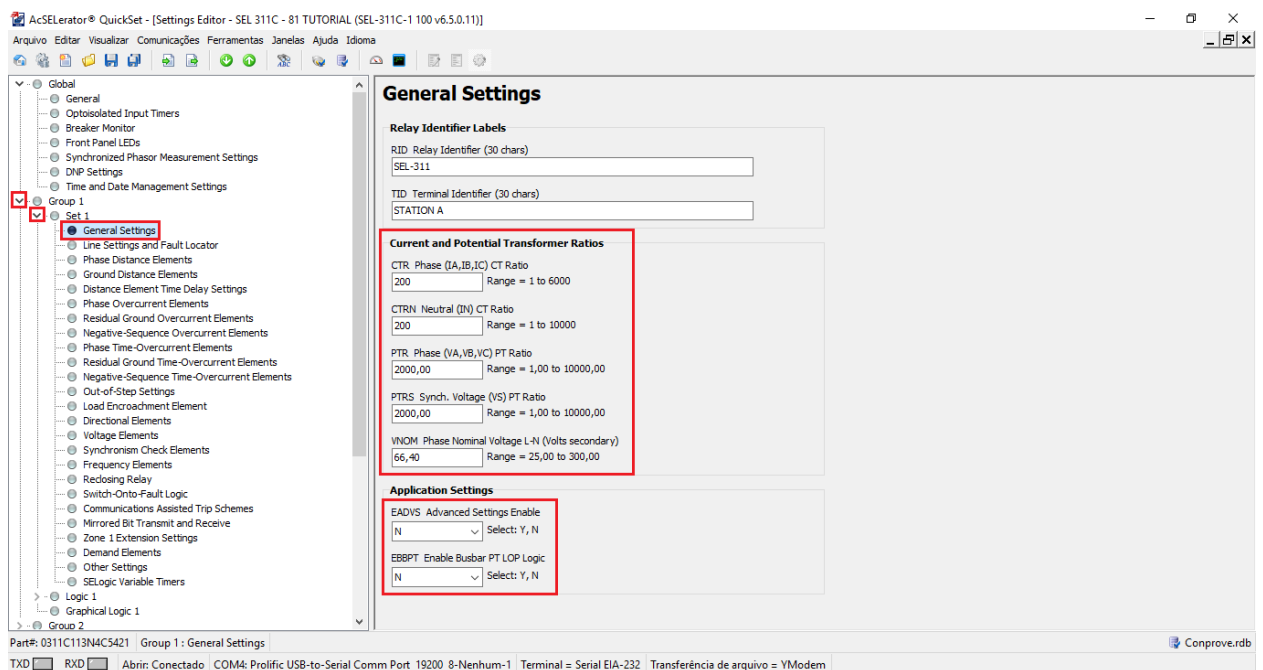 AcSELerator® QuickSet - [Settings Editor - SEL 311C - 81 TUTORIAL (SEL-311C-1 100 v6.5.0.11)]
Arquivo Editar Visualizar Comunicações Ferramentas Janelas Ajuda Idioma
Global
General
Optoisolated Input Timers
Breaker Monitor
Front Panel LEDs
Synchronized Phasor Measurement Settings
DNP Settings
Time and Date Management Settings
Group 1
Set 1
General Settings
Line Settings and Fault Locator
Phase Distance Elements
Ground Distance Elements
Distance Element Time Delay Settings
Phase Overcurrent Elements
Residual Ground Overcurrent Elements
Negative-Sequence Overcurrent Elements
Phase Time-Overcurrent Elements
Residual Ground Time-Overcurrent Elements
Negative-Sequence Time-Overcurrent Elements
Out-of-Step Settings
Load Encroachment Element
Directional Elements
Voltage Elements
Synchronism Check Elements
Frequency Elements
Reclosing Relay
Switch-Onto-Fault Logic
Communications Assisted Trip Schemes
Mirrored Bit Transmit and Receive
Zone 1 Extension Settings
Demand Elements
Other Settings
SELogic Variable Timers
Logic 1
Graphical Logic 1
Group 2
General Settings
Relay Identifier Labels
RID Relay Identifier (30 chars)
SEL-311
TID Terminal Identifier (30 chars)
STATION A
Current and Potential Transformer Ratios
CTR Phase (IA,IB,IC) CT Ratio
200 Range = 1 to 6000
CTRN Neutral (IN) CT Ratio
200 Range = 1 to 10000
PTR Phase (VA,VB,VC) PT Ratio
2000,00 Range = 1,00 to 10000,00
PTRS Synch. Voltage (VS) PT Ratio
2000,00 Range = 1,00 to 10000,00
VNOM Phase Nominal Voltage L-N (Volts secondary)
66,40 Range = 25,00 to 300,00
Application Settings
EADVS Advanced Settings Enable
N Select: Y, N
EBBPT Enable Busbar PT LOP Logic
N Select: Y, N
Part#: 0311C113N4C5421 Group 1 : General Settings Conprove.rdb
TXD RXD Abrir: Conectado COM4: Prolific USB-to-Serial Comm Port 19200 8-Nenhum-1 Terminal = Serial EIA-232 Transferência de arquivo = YModem